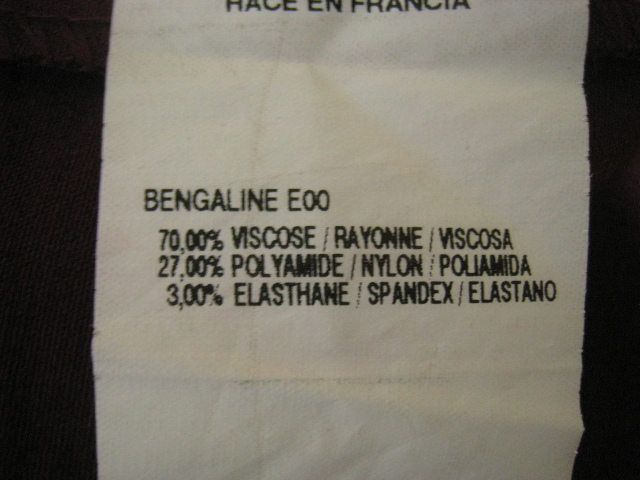 HACE EN FRANCIA
BENGALINE E00
70,00% VISCOSE / RAYONNE / VISCOSA
27,00% POLYAMIDE / NYLON / POLIAMIDA
3,00% ELASTHANE / SPANDEX / ELASTANO